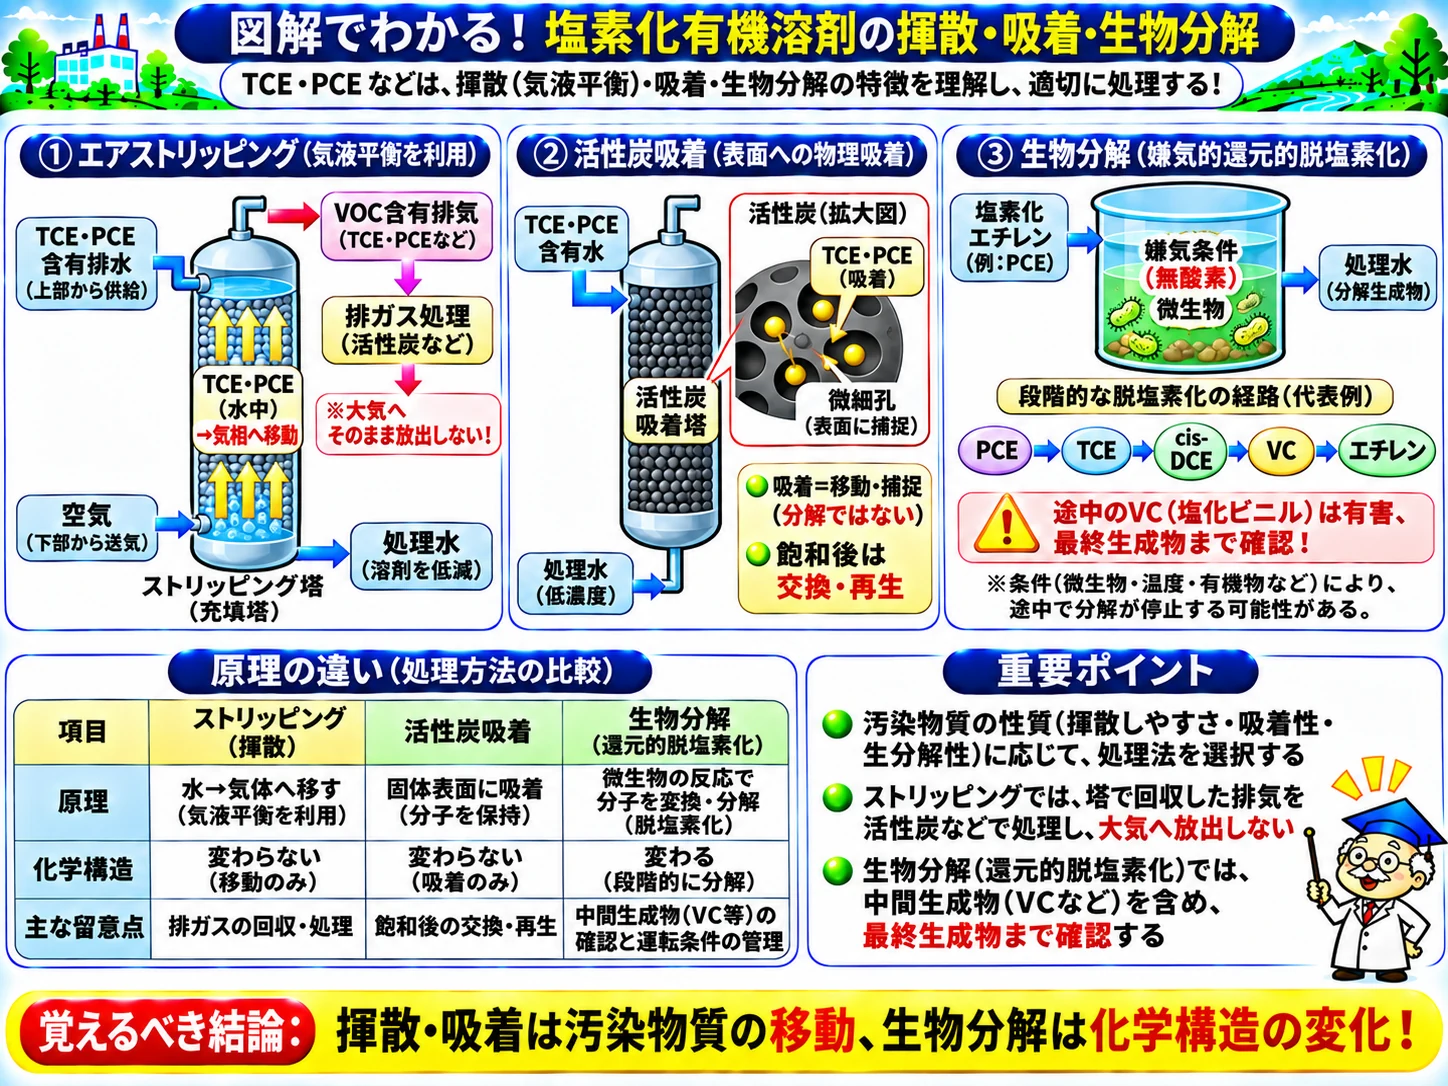 図解でわかる！塩素化有機溶剤の揮散・吸着・生物分解
TCE・PCE などは、揮散（気液平衡）・吸着・生物分解の特徴を理解し、適切に処理する！
① エアストリッピング（気液平衡を利用）
TCE・PCE
含有排水
（上部から供給）
VOC含有排気
（TCE・PCEなど）
排ガス処理
（活性炭など）
※大気へ
そのまま放出しない！
TCE・PCE
（水中）
→気相へ移動
空気
（下部から送気）
処理水
（溶剤を低減）
ストリッピング塔
（充填塔）
② 活性炭吸着（表面への物理吸着）
TCE・PCE
含有水
活性炭
吸着塔
処理水
（低濃度）
活性炭（拡大図）
TCE・PCE
（吸着）
微細孔
（表面に捕捉）
吸着＝移動・捕捉
（分解ではない）
飽和後は
交換・再生
③ 生物分解（嫌気的還元的脱塩素化）
塩素化
エチレン
（例：PCE）
嫌気条件
（無酸素）
微生物
処理水
（分解生成物）
段階的な脱塩素化の経路（代表例）
PCE
TCE
cis-
DCE
VC
エチレン
途中のVC（塩化ビニル）は有害、
最終生成物まで確認！
※条件（微生物・温度・有機物など）により、
途中で分解が停止する可能性がある。
原理の違い（処理方法の比較）
項目
ストリッピング
（揮散）
活性炭吸着
生物分解
（還元的脱塩素化）
原理
水→気体へ移す
（気液平衡を利用）
固体表面に吸着
（分子を保持）
微生物の反応で
分子を変換・分解
（脱塩素化）
化学構造
変わらない
（移動のみ）
変わらない
（吸着のみ）
変わる
（段階的に分解）
主な留意点
排ガスの回収・処理
飽和後の交換・再生
中間生成物（VC等）の
確認と運転条件の管理
重要ポイント
汚染物質の性質（揮散しやすさ・吸着性・
生分解性）に応じて、処理法を選択する
ストリッピングでは、塔で回収した排気を
活性炭などで処理し、大気へ放出しない
生物分解（還元的脱塩素化）では、
中間生成物（VCなど）を含め、
最終生成物まで確認する
覚えるべき結論：
揮散・吸着は汚染物質の移動、生物分解は化学構造の変化！